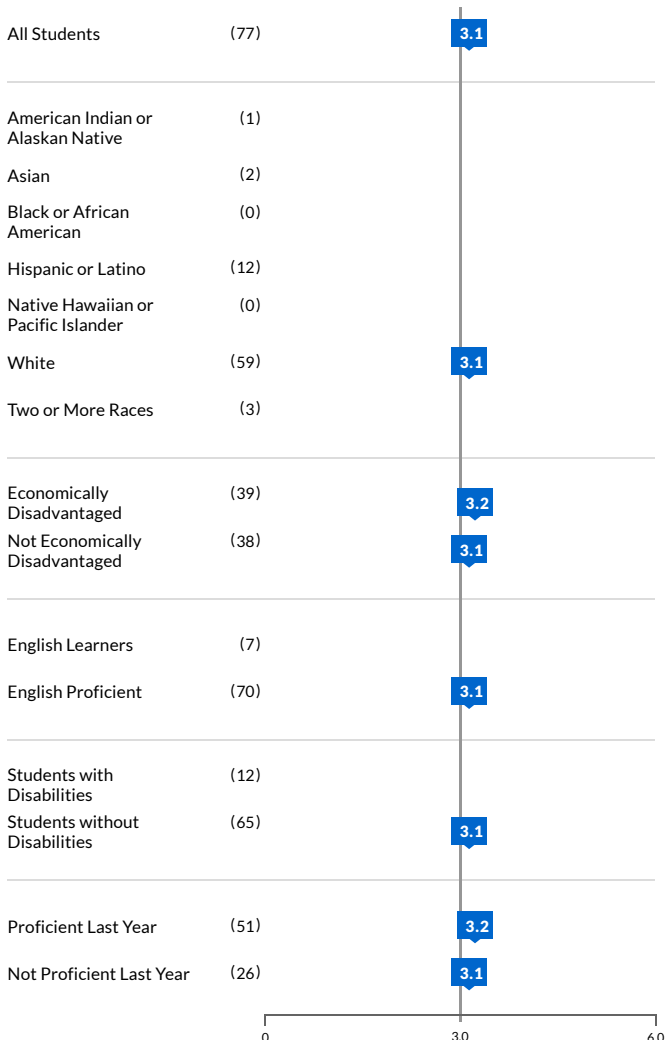 All Students (77) 3.1
American Indian or (1)
Alaskan Native
Asian (2)
Black or African (0)
American
Hispanic or Latino (12)
Native Hawaiian or (0)
Pacific Islander
White (59) 3.1
Two or More Races (3)
Economically (39) 3.2
Disadvantaged
Not Economically (38) 3.1
Disadvantaged
English Learners (7)
English Proficient (70) 3.1
Students with (12)
Disabilities
Students without (65) 3.1
Disabilities
Proficient Last Year (51) 3.2
Not Proficient Last Year (26) 3.1
0 3.0 6.0